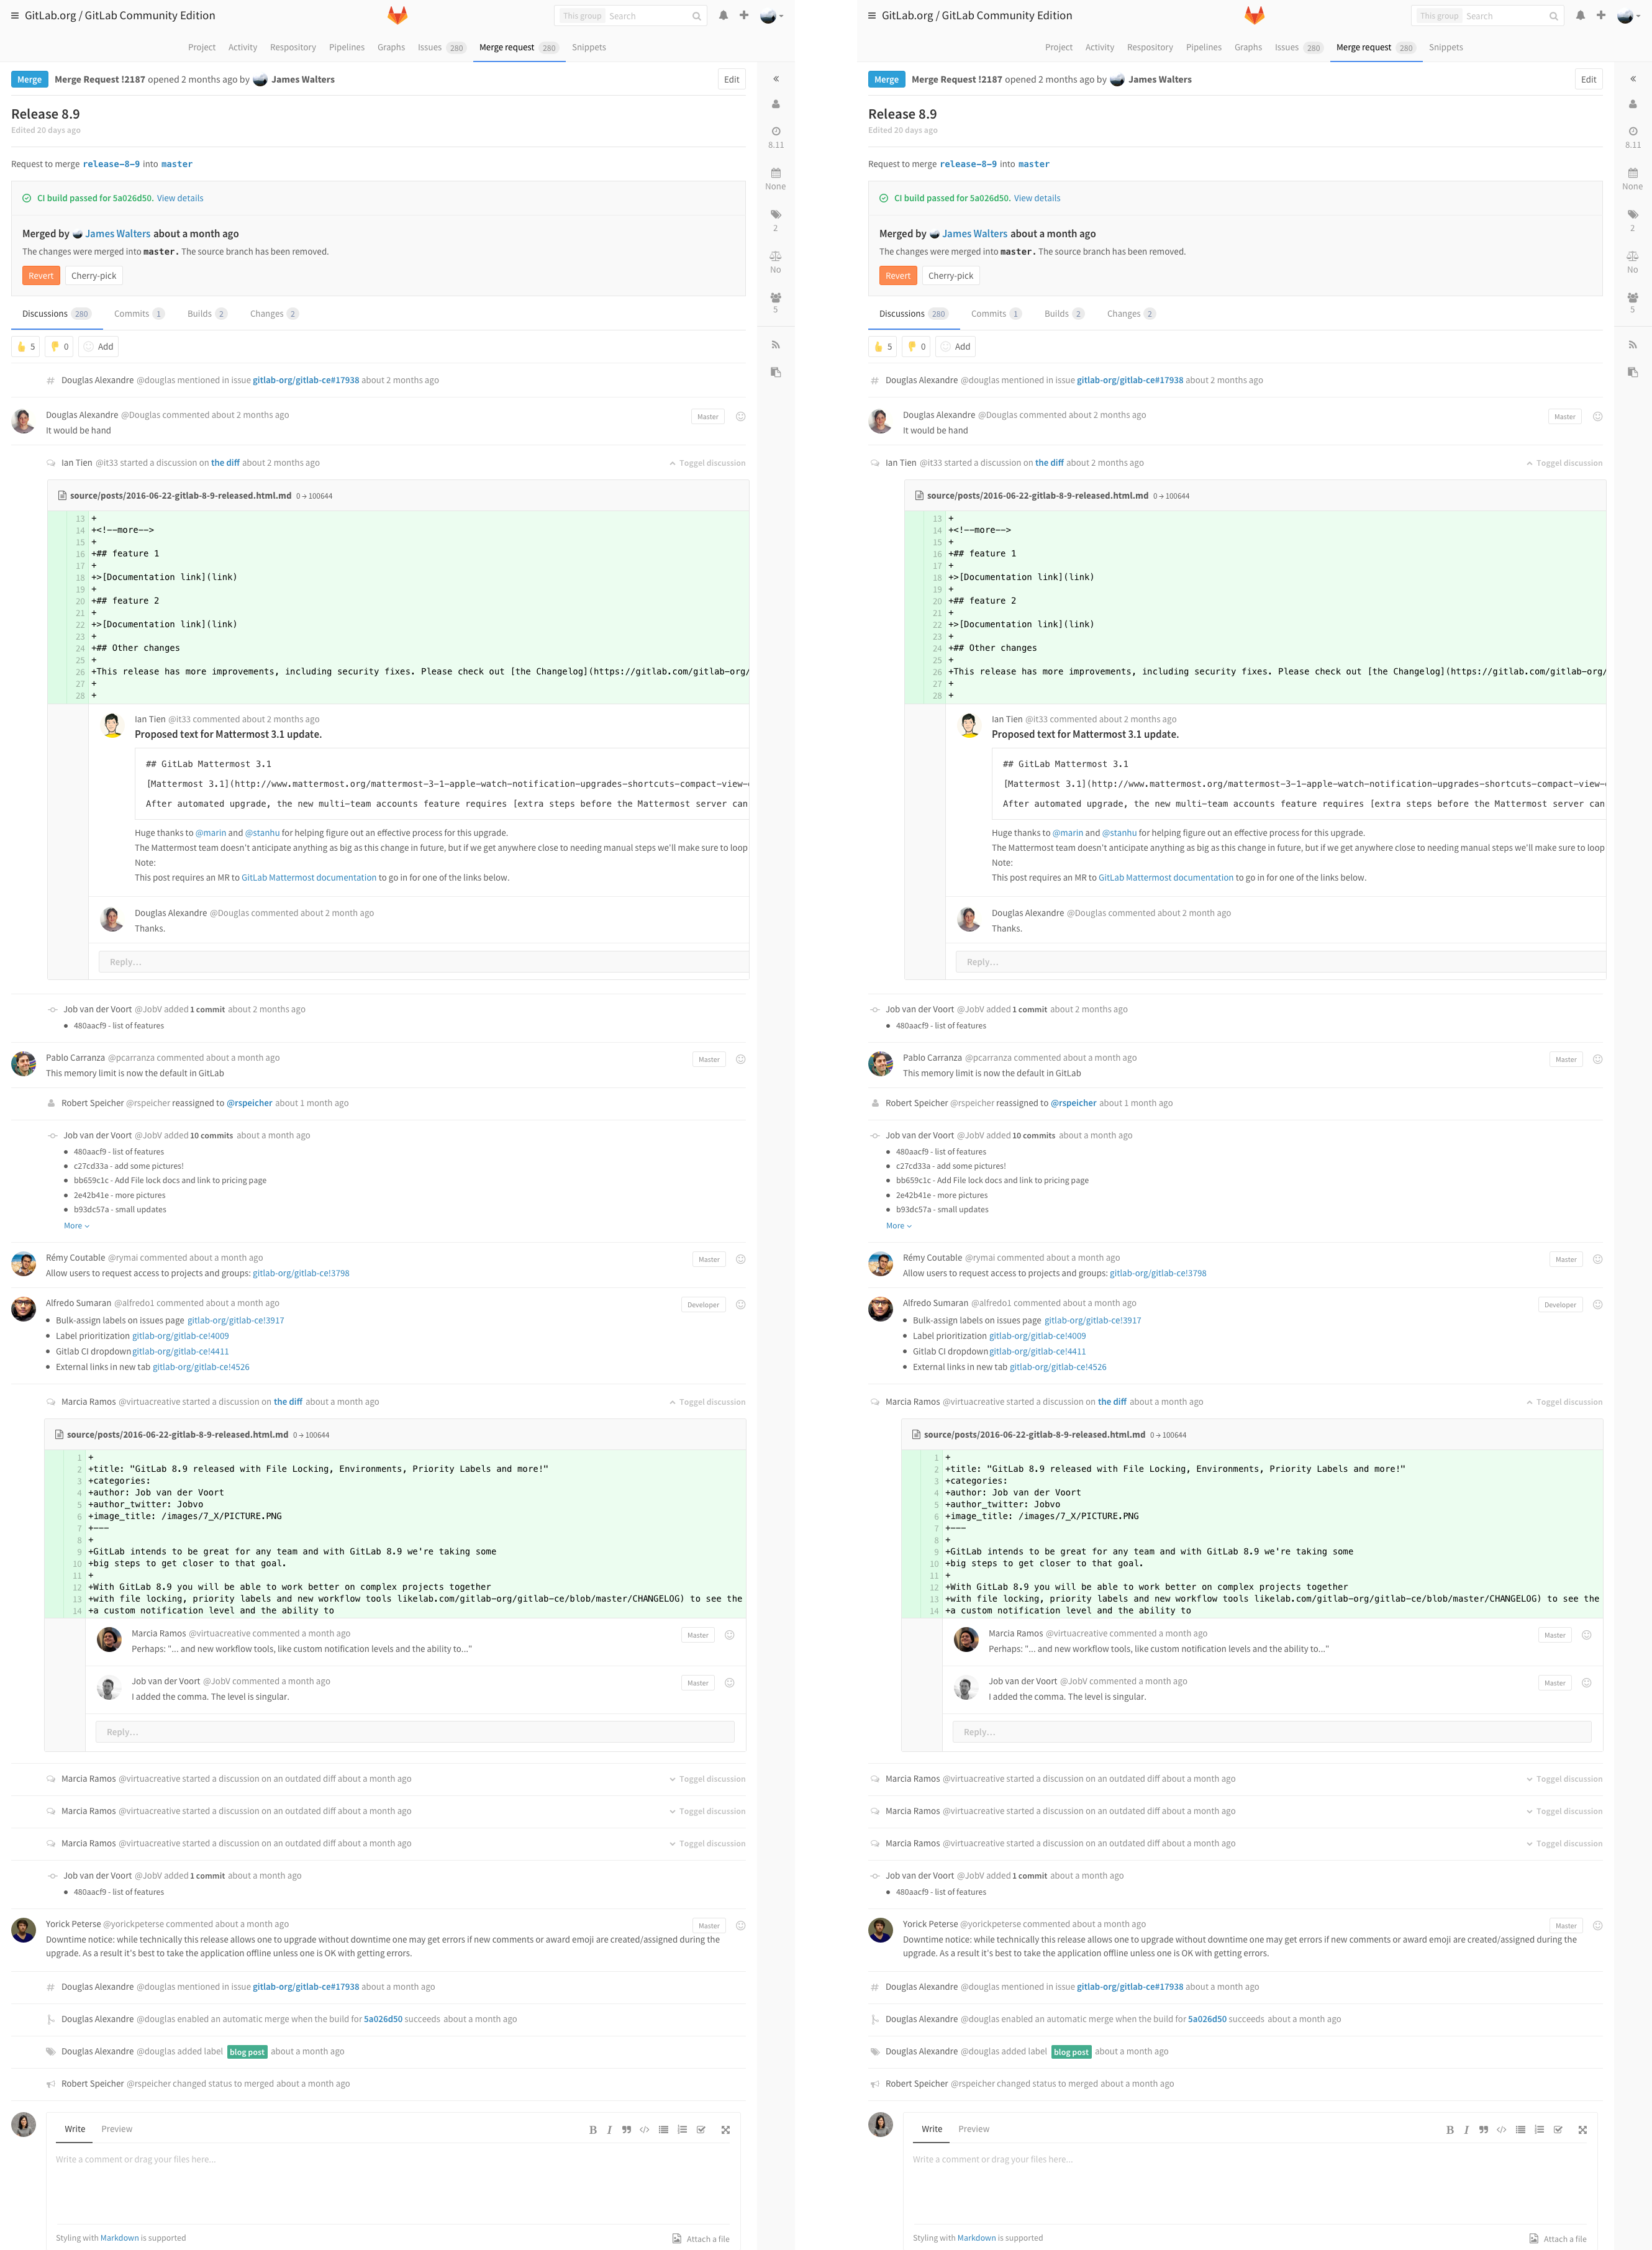 GitLab.org / GitLab Community Edition
This group Search
Project Activity Respository Pipelines Graphs Issues 280 Merge request 280 Snippets
Merge Merge Request !2187 opened 2 months ago by James Walters Edit
Release 8.9
Edited 20 days ago
8.11
Request to merge release-8-9 into master
None
CI build passed for 5a026d50. View details
2
Merged by James Walters about a month ago
The changes were merged into master. The source branch has been removed.
No
Revert Cherry-pick
5
Discussions 280 Commits 1 Builds 2 Changes 2
5 0 Add
Douglas Alexandre @douglas mentioned in issue gitlab-org/gitlab-ce#17938 about 2 months ago
Douglas Alexandre @Douglas commented about 2 months ago Master
It would be hand
Ian Tien @it33 started a discussion on the diff about 2 months ago Toggel discussion
source/posts/2016-06-22-gitlab-8-9-released.html.md 0 → 100644
13 +
14 +<!--more-->
15 +
16 +## feature 1
17 +
18 +>[Documentation link](link)
19 +
20 +## feature 2
21 +
22 +>[Documentation link](link)
23 +
24 +## Other changes
25 +
26 +This release has more improvements, including security fixes. Please check out [the Changelog](https://gitlab.com/gitlab-org/
27 +
28 +
Ian Tien @it33 commented about 2 months ago
Proposed text for Mattermost 3.1 update.
## GitLab Mattermost 3.1
[Mattermost 3.1](http://www.mattermost.org/mattermost-3-1-apple-watch-notification-upgrades-shortcuts-compact-view-
After automated upgrade, the new multi-team accounts feature requires [extra steps before the Mattermost server can
Huge thanks to @marin and @stanhu for helping figure out an effective process for this upgrade.
The Mattermost team doesn't anticipate anything as big as this change in future, but if we get anywhere close to needing manual steps we'll make sure to loop
Note:
This post requires an MR to GitLab Mattermost documentation to go in for one of the links below.
Douglas Alexandre @Douglas commented about 2 month ago
Thanks.
Reply...
Job van der Voort @JobV added 1 commit about 2 months ago
480aacf9 - list of features
Pablo Carranza @pcarranza commented about a month ago Master
This memory limit is now the default in GitLab
Robert Speicher @rspeicher reassigned to @rspeicher about 1 month ago
Job van der Voort @JobV added 10 commits about a month ago
480aacf9 - list of features
c27cd33a - add some pictures!
bb659c1c - Add File lock docs and link to pricing page
2e42b41e - more pictures
b93dc57a - small updates
More
Rémy Coutable @rymai commented about a month ago Master
Allow users to request access to projects and groups: gitlab-org/gitlab-ce!3798
Alfredo Sumaran @alfredo1 commented about a month ago Developer
Bulk-assign labels on issues page gitlab-org/gitlab-ce!3917
Label prioritization gitlab-org/gitlab-ce!4009
Gitlab CI dropdown gitlab-org/gitlab-ce!4411
External links in new tab gitlab-org/gitlab-ce!4526
Marcia Ramos @virtuacreative started a discussion on the diff about a month ago Toggel discussion
source/posts/2016-06-22-gitlab-8-9-released.html.md 0 → 100644
1 +
2 +title: "GitLab 8.9 released with File Locking, Environments, Priority Labels and more!"
3 +categories:
4 +author: Job van der Voort
5 +author_twitter: Jobvo
6 +image_title: /images/7_X/PICTURE.PNG
7 +---
8 +
9 +GitLab intends to be great for any team and with GitLab 8.9 we're taking some
10 +big steps to get closer to that goal.
11 +
12 +With GitLab 8.9 you will be able to work better on complex projects together
13 +with file locking, priority labels and new workflow tools likelab.com/gitlab-org/gitlab-ce/blob/master/CHANGELOG) to see the
14 +a custom notification level and the ability to
Marcia Ramos @virtuacreative commented a month ago Master
Perhaps: "... and new workflow tools, like custom notification levels and the ability to..."
Job van der Voort @JobV commented about a month ago Master
I added the comma. The level is singular.
Reply...
Marcia Ramos @virtuacreative started a discussion on an outdated diff about a month ago Toggel discussion
Marcia Ramos @virtuacreative started a discussion on an outdated diff about a month ago Toggel discussion
Marcia Ramos @virtuacreative started a discussion on an outdated diff about a month ago Toggel discussion
Job van der Voort @JobV added 1 commit about a month ago
480aacf9 - list of features
Yorick Peterse @yorickpeterse commented about a month ago Master
Downtime notice: while technically this release allows one to upgrade without downtime one may get errors if new comments or award emoji are created/assigned during the
upgrade. As a result it's best to take the application offline unless one is OK with getting errors.
Douglas Alexandre @douglas mentioned in issue gitlab-org/gitlab-ce#17938 about a month ago
Douglas Alexandre @douglas enabled an automatic merge when the build for 5a026d50 succeeds about a month ago
Douglas Alexandre @douglas added label blog post about a month ago
Robert Speicher @rspeicher changed status to merged about a month ago
Write Preview
Write a comment or drag your files here...
Styling with Markdown is supported Attach a file
GitLab.org / GitLab Community Edition
This group Search
Project Activity Respository Pipelines Graphs Issues 280 Merge request 280 Snippets
Merge Merge Request !2187 opened 2 months ago by James Walters Edit
Release 8.9
Edited 20 days ago
8.11
Request to merge release-8-9 into master
None
CI build passed for 5a026d50. View details
2
Merged by James Walters about a month ago
The changes were merged into master. The source branch has been removed.
No
Revert Cherry-pick
5
Discussions 280 Commits 1 Builds 2 Changes 2
5 0 Add
Douglas Alexandre @douglas mentioned in issue gitlab-org/gitlab-ce#17938 about 2 months ago
Douglas Alexandre @Douglas commented about 2 months ago Master
It would be hand
Ian Tien @it33 started a discussion on the diff about 2 months ago Toggel discussion
source/posts/2016-06-22-gitlab-8-9-released.html.md 0 → 100644
13 +
14 +<!--more-->
15 +
16 +## feature 1
17 +
18 +>[Documentation link](link)
19 +
20 +## feature 2
21 +
22 +>[Documentation link](link)
23 +
24 +## Other changes
25 +
26 +This release has more improvements, including security fixes. Please check out [the Changelog](https://gitlab.com/gitlab-org/
27 +
28 +
Ian Tien @it33 commented about 2 months ago
Proposed text for Mattermost 3.1 update.
## GitLab Mattermost 3.1
[Mattermost 3.1](http://www.mattermost.org/mattermost-3-1-apple-watch-notification-upgrades-shortcuts-compact-view-
After automated upgrade, the new multi-team accounts feature requires [extra steps before the Mattermost server can
Huge thanks to @marin and @stanhu for helping figure out an effective process for this upgrade.
The Mattermost team doesn't anticipate anything as big as this change in future, but if we get anywhere close to needing manual steps we'll make sure to loop
Note:
This post requires an MR to GitLab Mattermost documentation to go in for one of the links below.
Douglas Alexandre @Douglas commented about 2 month ago
Thanks.
Reply...
Job van der Voort @JobV added 1 commit about 2 months ago
480aacf9 - list of features
Pablo Carranza @pcarranza commented about a month ago Master
This memory limit is now the default in GitLab
Robert Speicher @rspeicher reassigned to @rspeicher about 1 month ago
Job van der Voort @JobV added 10 commits about a month ago
480aacf9 - list of features
c27cd33a - add some pictures!
bb659c1c - Add File lock docs and link to pricing page
2e42b41e - more pictures
b93dc57a - small updates
More
Rémy Coutable @rymai commented about a month ago Master
Allow users to request access to projects and groups: gitlab-org/gitlab-ce!3798
Alfredo Sumaran @alfredo1 commented about a month ago Developer
Bulk-assign labels on issues page gitlab-org/gitlab-ce!3917
Label prioritization gitlab-org/gitlab-ce!4009
Gitlab CI dropdown gitlab-org/gitlab-ce!4411
External links in new tab gitlab-org/gitlab-ce!4526
Marcia Ramos @virtuacreative started a discussion on the diff about a month ago Toggel discussion
source/posts/2016-06-22-gitlab-8-9-released.html.md 0 → 100644
1 +
2 +title: "GitLab 8.9 released with File Locking, Environments, Priority Labels and more!"
3 +categories:
4 +author: Job van der Voort
5 +author_twitter: Jobvo
6 +image_title: /images/7_X/PICTURE.PNG
7 +---
8 +
9 +GitLab intends to be great for any team and with GitLab 8.9 we're taking some
10 +big steps to get closer to that goal.
11 +
12 +With GitLab 8.9 you will be able to work better on complex projects together
13 +with file locking, priority labels and new workflow tools likelab.com/gitlab-org/gitlab-ce/blob/master/CHANGELOG) to see the
14 +a custom notification level and the ability to
Marcia Ramos @virtuacreative commented a month ago Master
Perhaps: "... and new workflow tools, like custom notification levels and the ability to..."
Job van der Voort @JobV commented about a month ago Master
I added the comma. The level is singular.
Reply...
Marcia Ramos @virtuacreative started a discussion on an outdated diff about a month ago Toggel discussion
Marcia Ramos @virtuacreative started a discussion on an outdated diff about a month ago Toggel discussion
Marcia Ramos @virtuacreative started a discussion on an outdated diff about a month ago Toggel discussion
Job van der Voort @JobV added 1 commit about a month ago
480aacf9 - list of features
Yorick Peterse @yorickpeterse commented about a month ago Master
Downtime notice: while technically this release allows one to upgrade without downtime one may get errors if new comments or award emoji are created/assigned during the
upgrade. As a result it's best to take the application offline unless one is OK with getting errors.
Douglas Alexandre @douglas mentioned in issue gitlab-org/gitlab-ce#17938 about a month ago
Douglas Alexandre @douglas enabled an automatic merge when the build for 5a026d50 succeeds about a month ago
Douglas Alexandre @douglas added label blog post about a month ago
Robert Speicher @rspeicher changed status to merged about a month ago
Write Preview
Write a comment or drag your files here...
Styling with Markdown is supported Attach a file